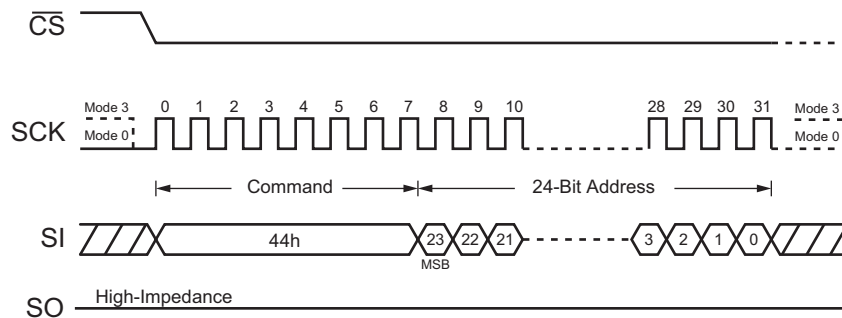 CS
Mode 3 0 1 2 3 4 5 6 7 8 9 10 28 29 30 31 Mode 3
SCK Mode 0 Mode 0
Command 24-Bit Address
SI 44h 23 22 21 3 2 1 0
MSB
High-Impedance
SO